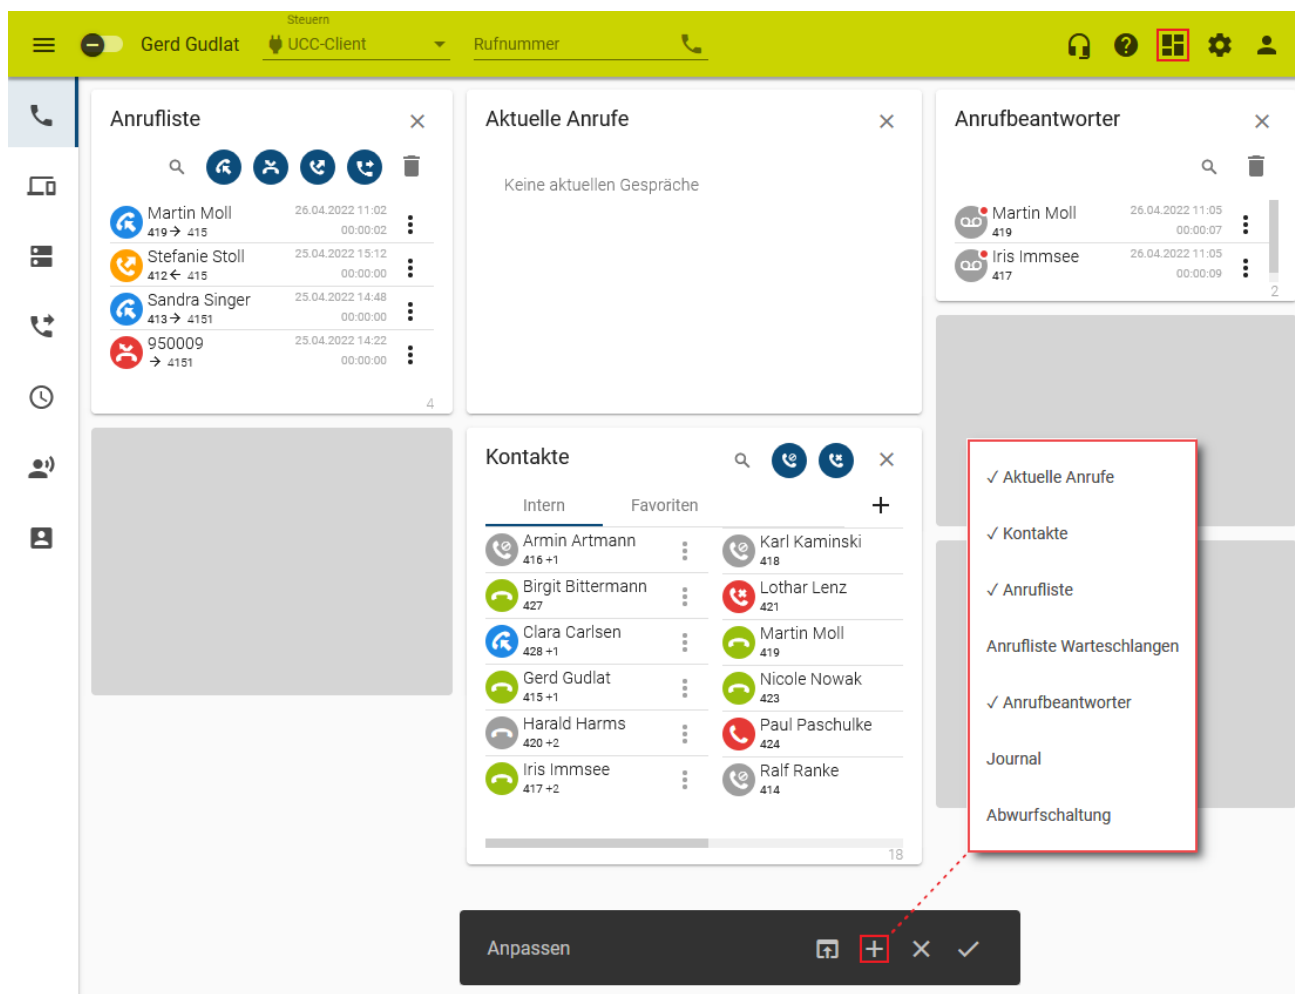 Steuern
Gerd Gudlat
UCC-Client
Rufnummer
Anrufliste
Martin Moll
26.04.2022 11:02
419 → 415
00:00:02
Stefanie Stoll
25.04.2022 15:12
412 ← 415
00:00:00
Sandra Singer
25.04.2022 14:48
413 → 4151
00:00:00
950009
25.04.2022 14:22
→ 4151
00:00:00
4
Aktuelle Anrufe
Keine aktuellen Gespräche
Anrufbeantworter
Martin Moll
26.04.2022 11:05
419
00:00:07
Iris Immsee
26.04.2022 11:05
417
00:00:09
2
Kontakte
Intern
Favoriten
Armin Artmann
416 +1
Birgit Bittermann
427
Clara Carlsen
428 +1
Gerd Gudlat
415 +1
Harald Harms
420 +2
Iris Immsee
417 +2
Karl Kaminski
418
Lothar Lenz
421
Martin Moll
419
Nicole Nowak
423
Paul Paschulke
424
Ralf Ranke
414
18
✓ Aktuelle Anrufe
✓ Kontakte
✓ Anrufliste
Anrufliste Warteschlangen
✓ Anrufbeantworter
Journal
Abwurfschaltung
Anpassen